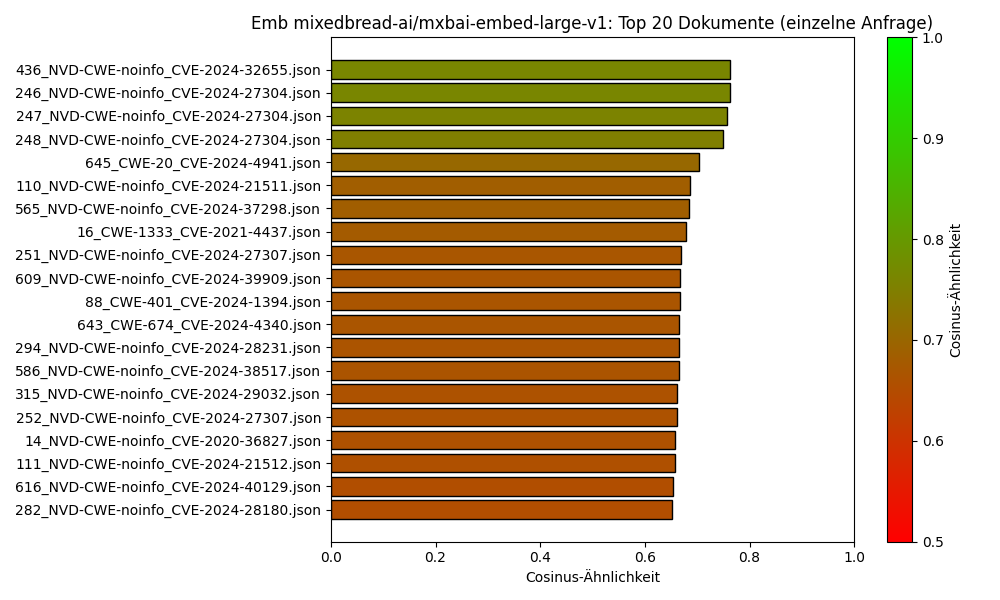 Emb mixedbread-ai/mxbai-embed-large-v1: Top 20 Dokumente (einzelne Anfrage)
436_NVD-CWE-noinfo_CVE-2024-32655.json
246_NVD-CWE-noinfo_CVE-2024-27304.json
247_NVD-CWE-noinfo_CVE-2024-27304.json
248_NVD-CWE-noinfo_CVE-2024-27304.json
645_CWE-20_CVE-2024-4941.json
110_NVD-CWE-noinfo_CVE-2024-21511.json
565_NVD-CWE-noinfo_CVE-2024-37298.json
16_CWE-1333_CVE-2021-4437.json
251_NVD-CWE-noinfo_CVE-2024-27307.json
609_NVD-CWE-noinfo_CVE-2024-39909.json
88_CWE-401_CVE-2024-1394.json
643_CWE-674_CVE-2024-4340.json
294_NVD-CWE-noinfo_CVE-2024-28231.json
586_NVD-CWE-noinfo_CVE-2024-38517.json
315_NVD-CWE-noinfo_CVE-2024-29032.json
252_NVD-CWE-noinfo_CVE-2024-27307.json
14_NVD-CWE-noinfo_CVE-2020-36827.json
111_NVD-CWE-noinfo_CVE-2024-21512.json
616_NVD-CWE-noinfo_CVE-2024-40129.json
282_NVD-CWE-noinfo_CVE-2024-28180.json
0.0 0.2 0.4 0.6 0.8 1.0
Cosinus-Ähnlichkeit
1.0
0.9
0.8
0.7
0.6
0.5
Cosinus-Ähnlichkeit